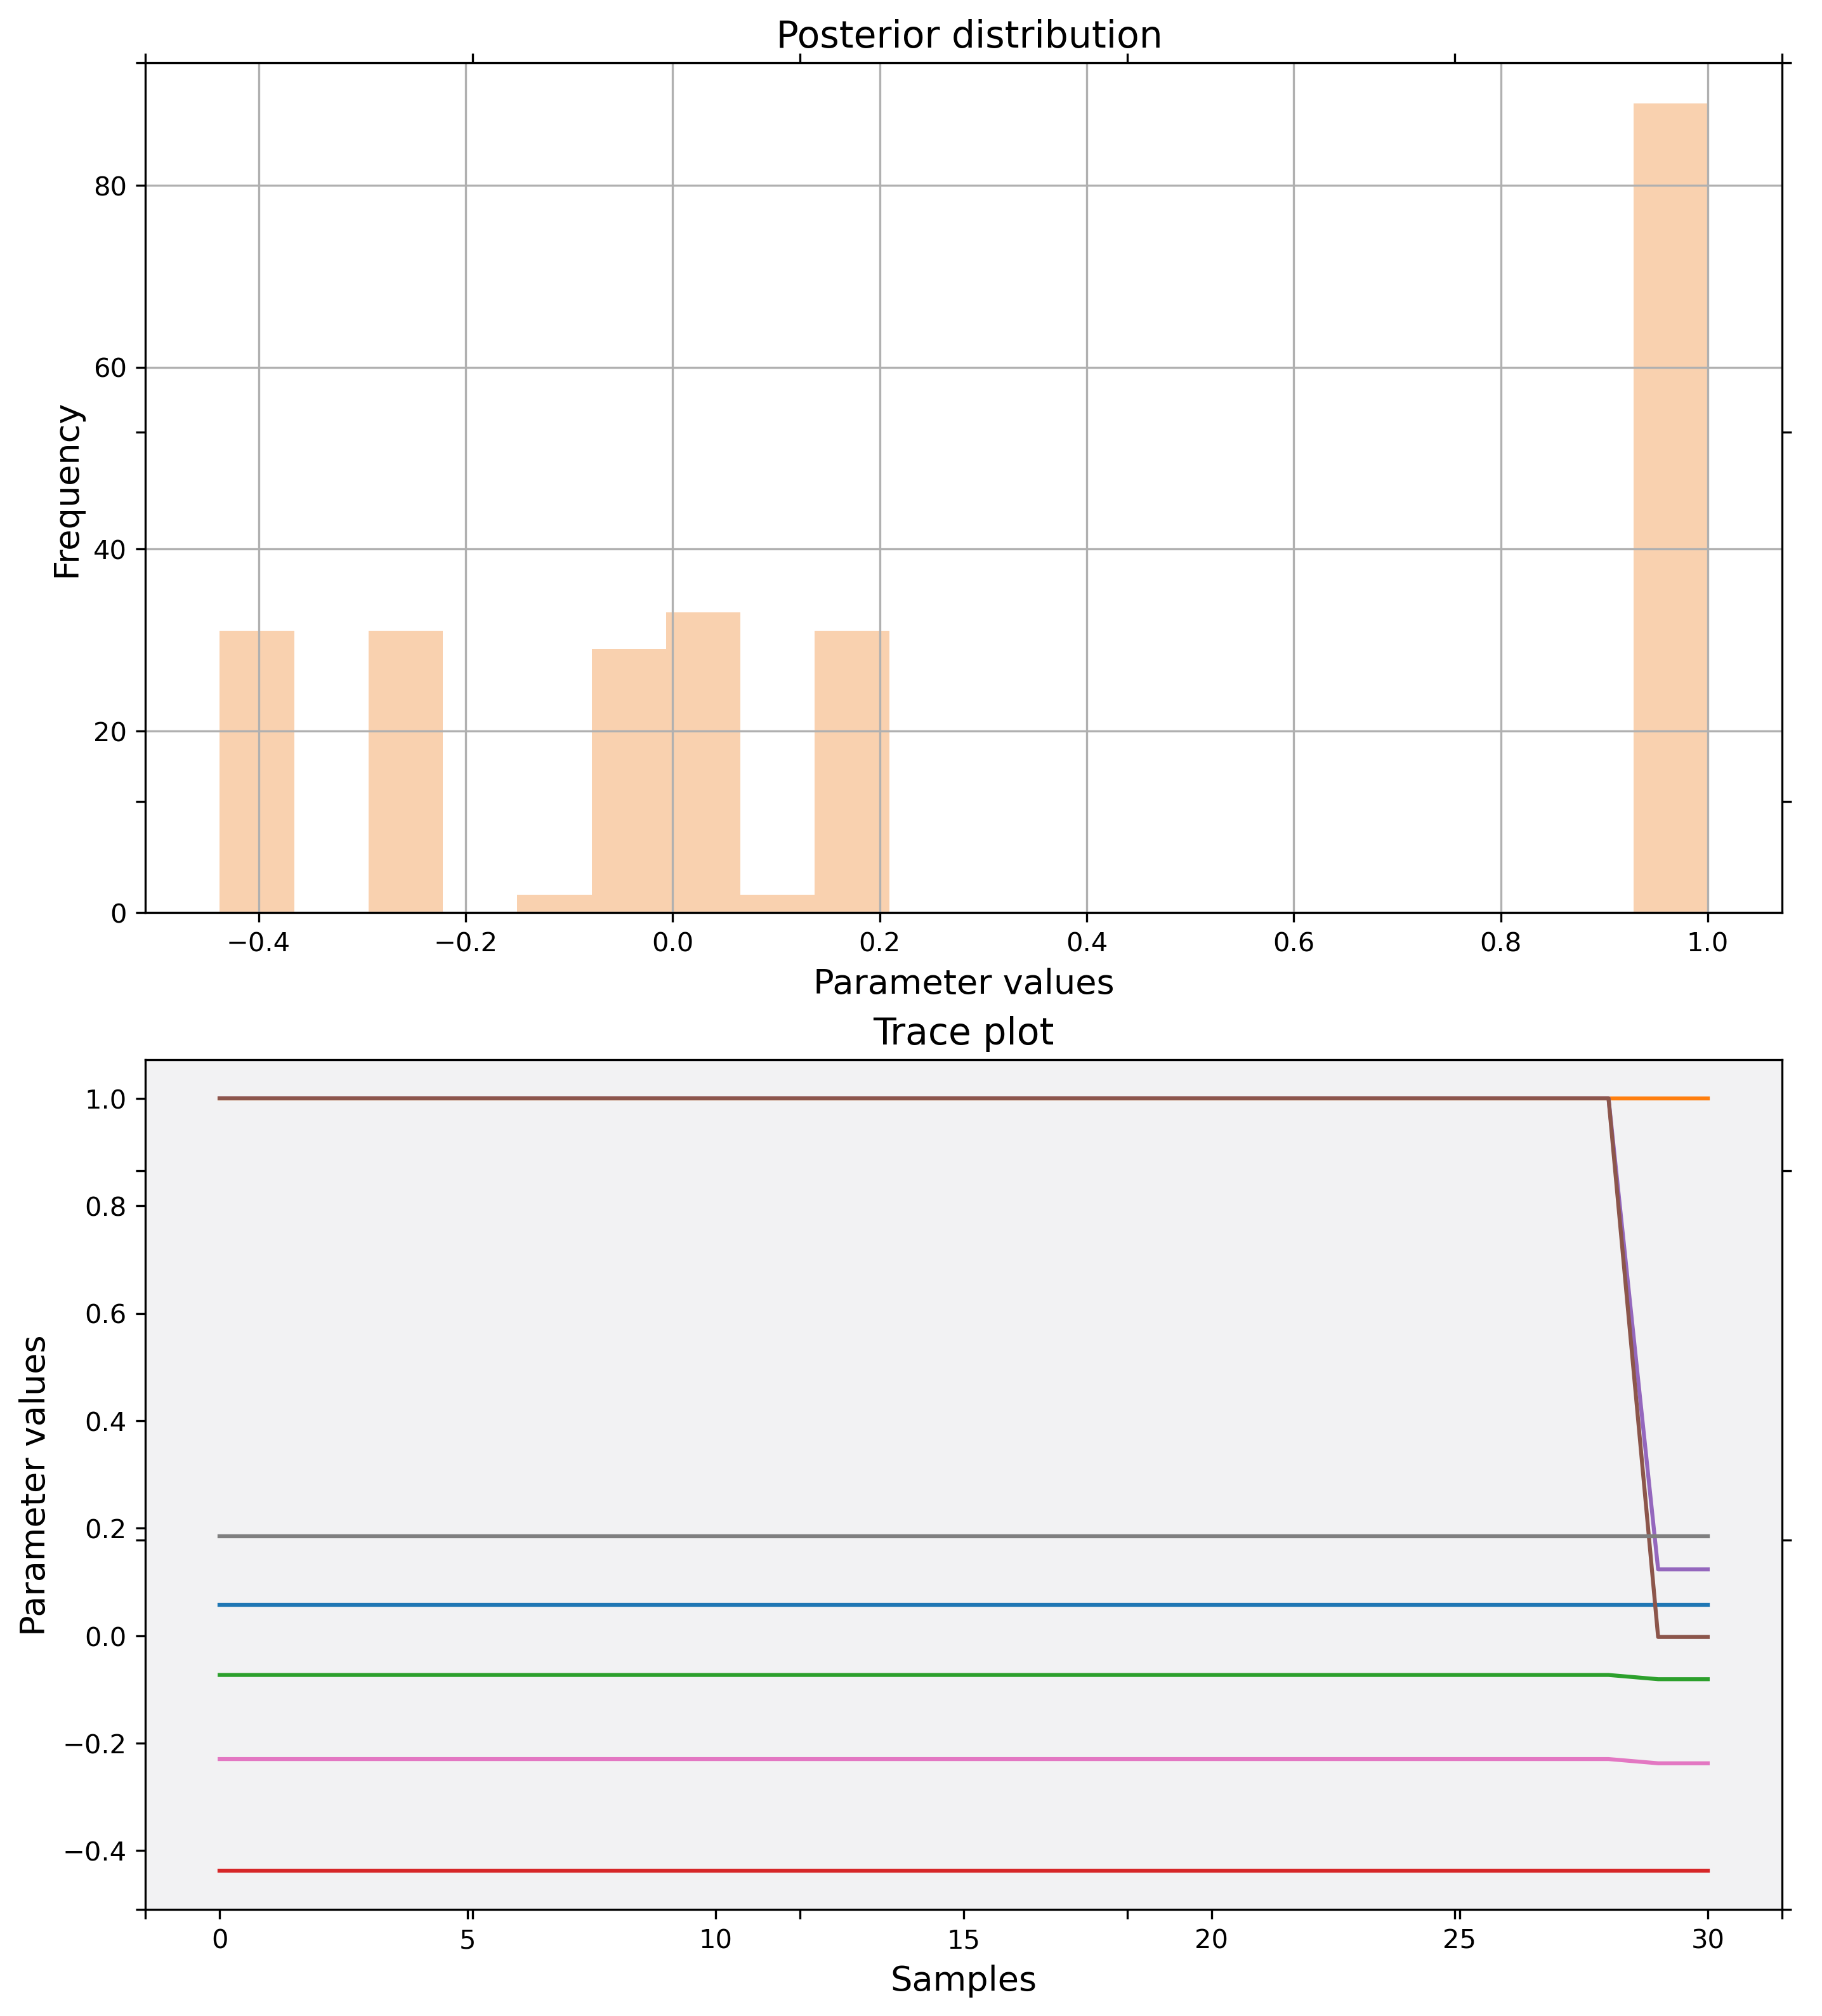 Posterior distribution
80
60
40
20
0
Frequency
−0.4 −0.2 0.0 0.2 0.4 0.6 0.8 1.0
Parameter values
Trace plot
1.0
0.8
0.6
0.4
0.2
0.0
−0.2
−0.4
Parameter values
0 5 10 15 20 25 30
Samples